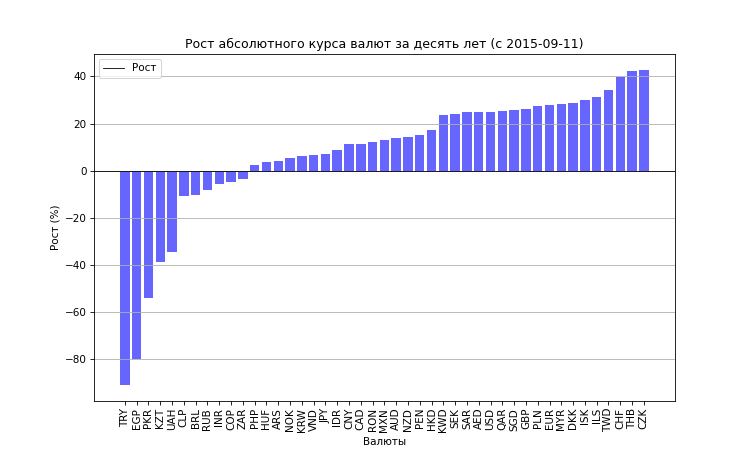 Рост абсолютного курса валют за десять лет (с 2015-09-11)
Рост
40
20
0
−20
−40
−60
−80
Рост (%)
TRY EGP PKR KZT UAH CLP BRL RUB INR COP ZAR PHP HUF ARS NOK KRW VND JPY IDR CNY CAD RON MXN AUD NZD PEN HKD KWD SEK SAR AED USD QAR SGD GBP PLN EUR MYR DKK ISK ILS TWD CHF THB CZK
Валюты